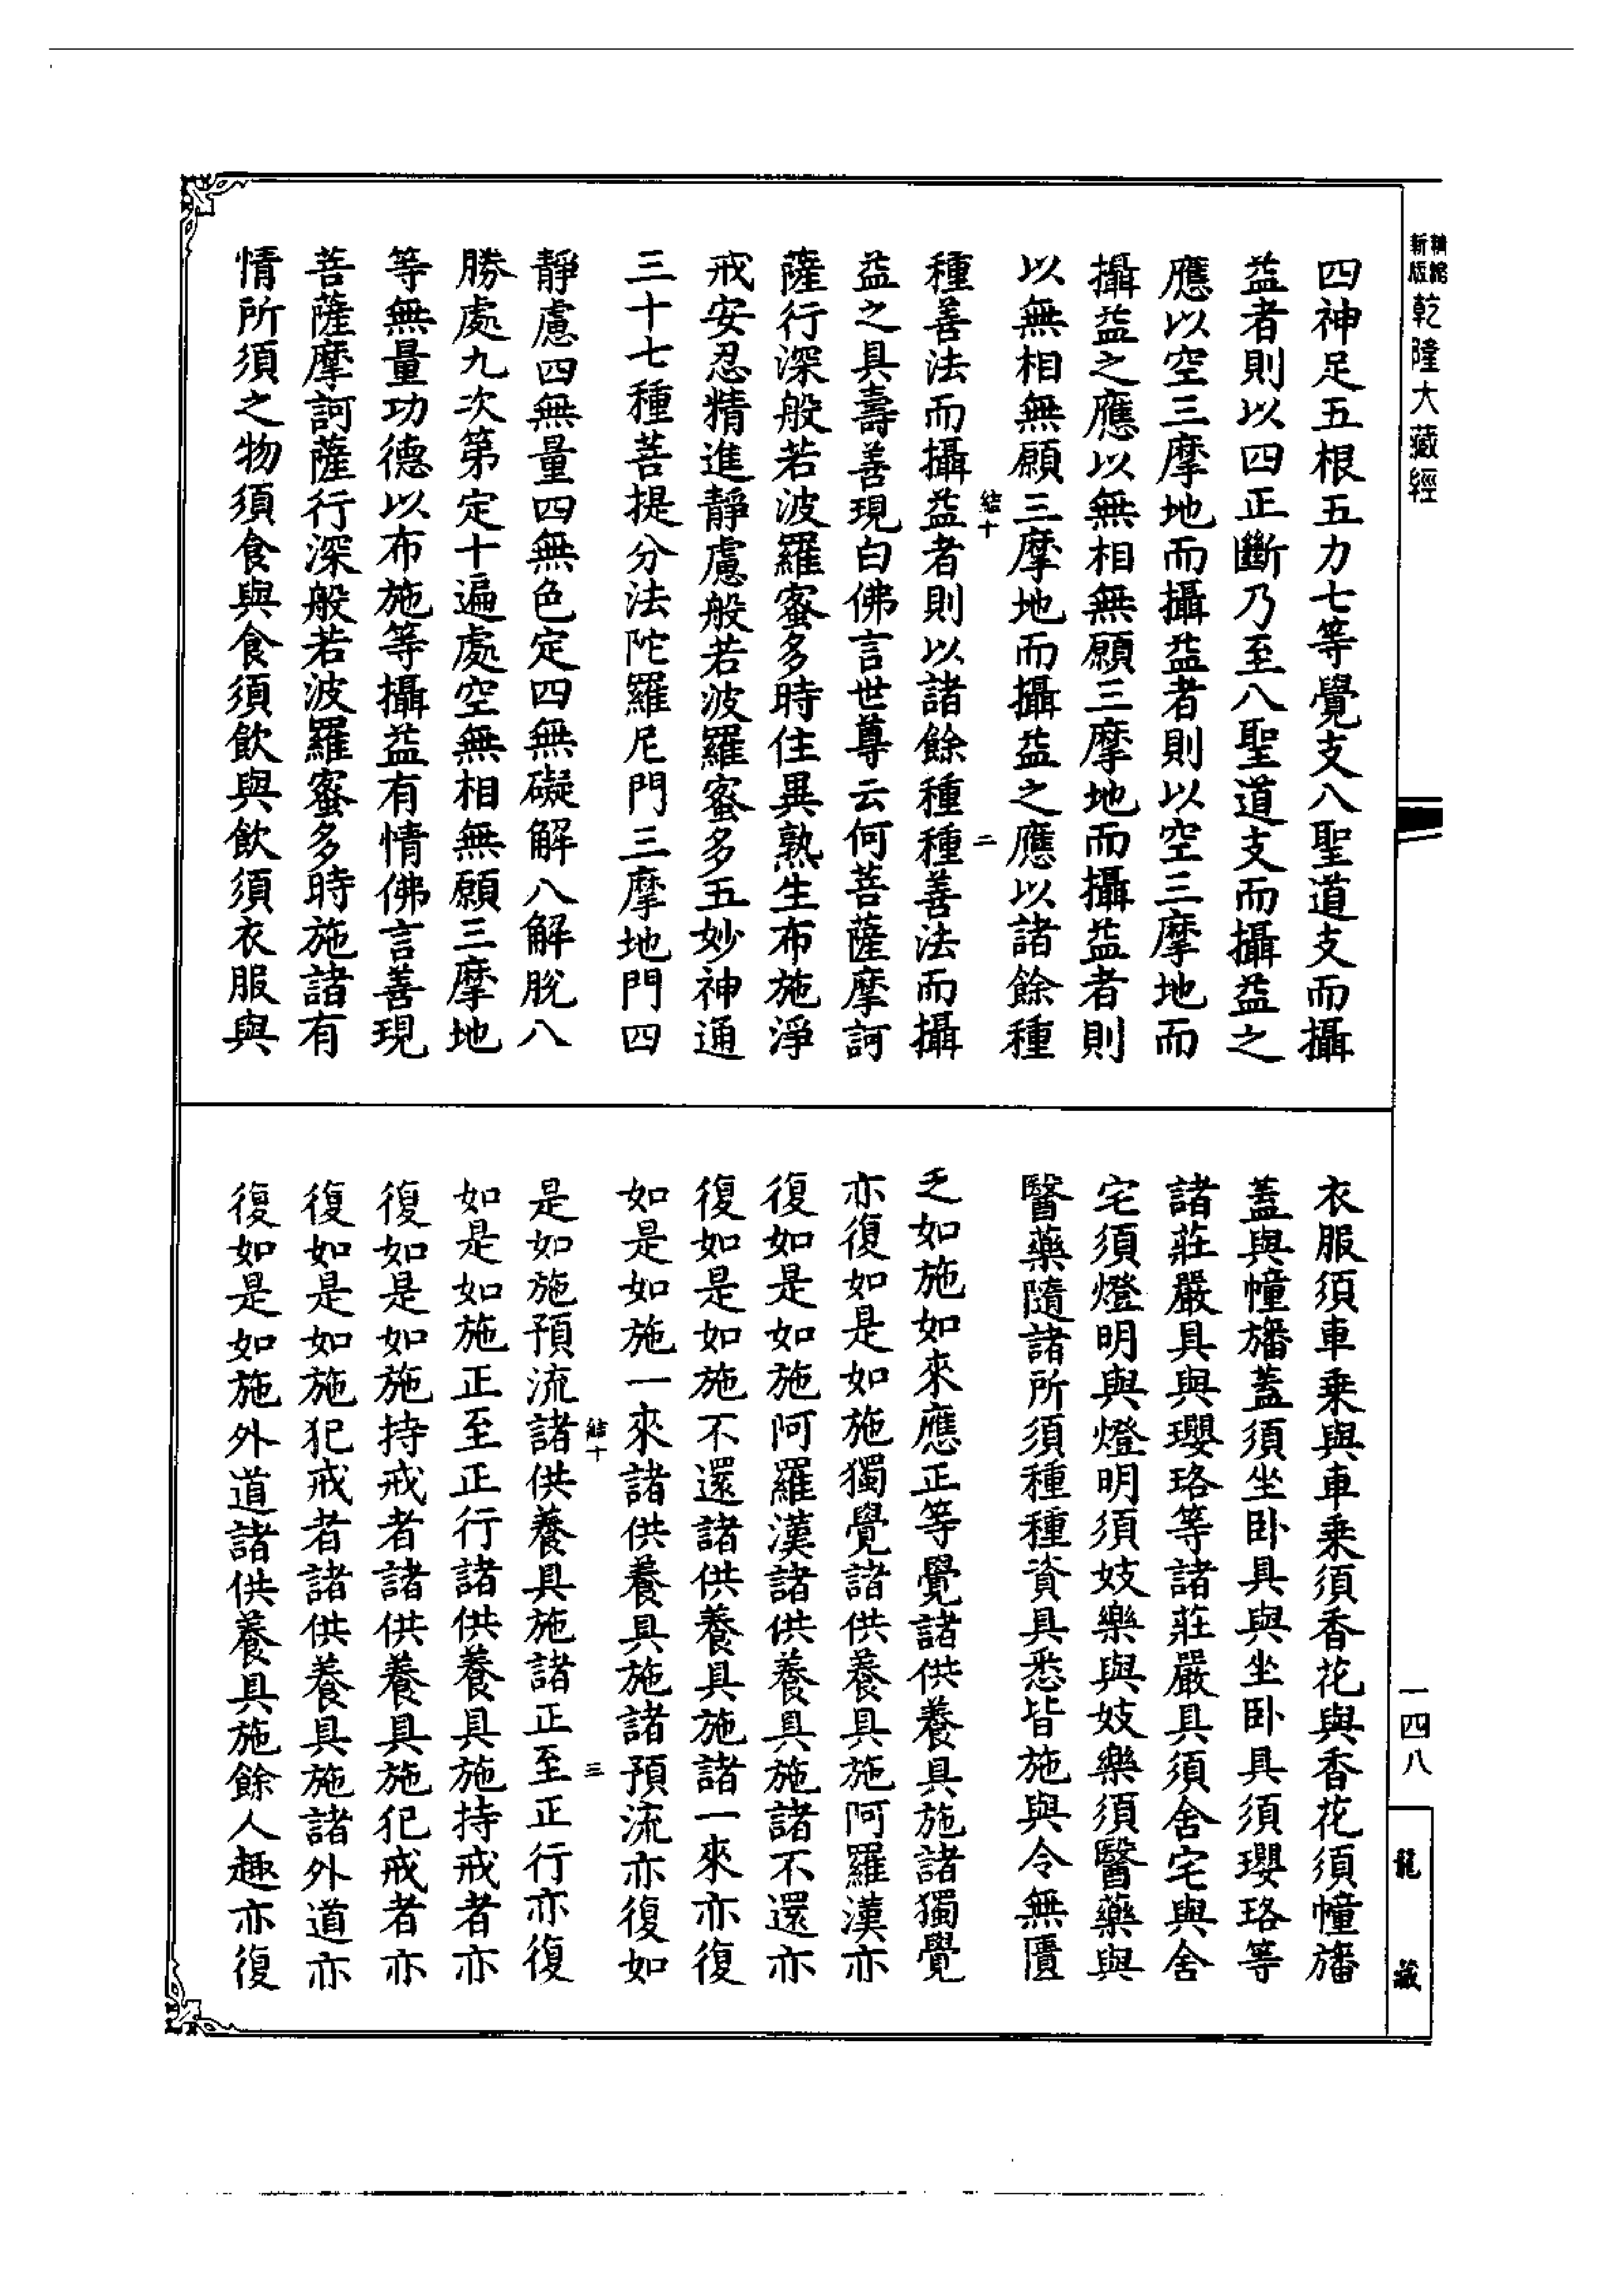 精縮
新版
乾隆大藏經
四神足五根五力七等覺支八聖道支而攝
益者則以四正斷乃至八聖道支而攝益之
應以空三摩地而攝益者則以空三摩地而
攝益之應以無相無願三摩地而攝益者則
以無相無願三摩地而攝益之應以諸餘種
結十
二
種善法而攝益者則以諸餘種種善法而攝
益之具壽善現白佛言世尊云何菩薩摩訶
薩行深般若波羅蜜多時住異熟生布施淨
戒安忍精進靜慮般若波羅蜜多五妙神通
三十七種菩提分法陀羅尼門三摩地門四
靜慮四無量四無色定四無礙解八解脫八
勝處九次第定十遍處空無相無願三摩地
等無量功德以布施等攝益有情佛言善現
菩薩摩訶薩行深般若波羅蜜多時施諸有
情所須之物須食與食須飲與飲須衣服與
衣服須車乘與車乘須香花與香花須幢旛
蓋與幢旛蓋須坐臥具與坐臥具須瓔珞等
諸莊嚴具與瓔珞等諸莊嚴具須舍宅與舍
宅須燈明與燈明須妓樂與妓樂須醫藥與
醫藥隨諸所須種種資具悉皆施與令無匱
乏如施如來應正等覺諸供養具施諸獨覺
亦復如是如施獨覺諸供養具施阿羅漢亦
復如是如施阿羅漢諸供養具施諸不還亦
復如是如施不還諸供養具施諸一來亦復
如是如施一來諸供養具施諸預流亦復如
結十
三
是如施預流諸供養具施諸正至正行亦復
如是如施正至正行諸供養具施持戒者亦
復如是如施持戒者諸供養具施犯戒者亦
復如是如施犯戒者諸供養具施諸外道亦
復如是如施外道諸供養具施餘人趣亦復
一四八
龍藏